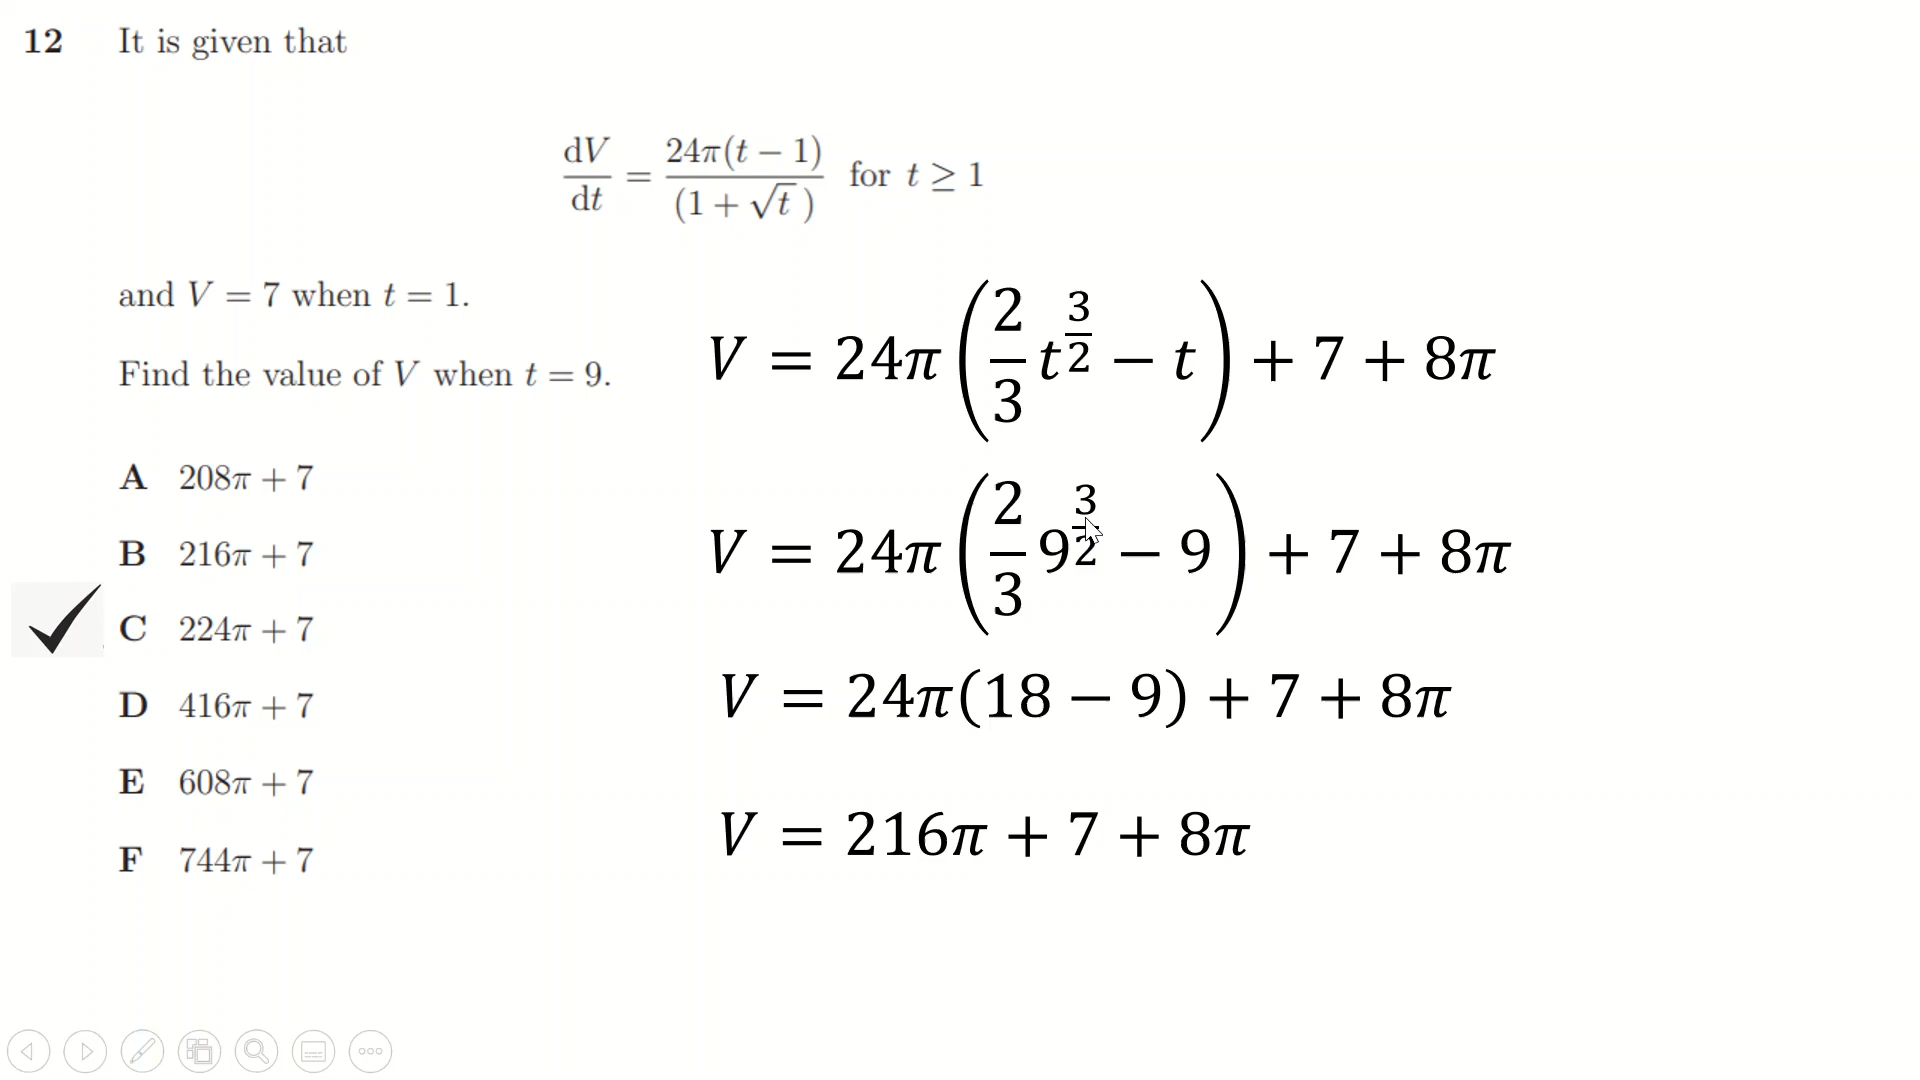 12 It is given that
dV/dt = 24π(t − 1)/(1 + √t) for t ≥ 1
and V = 7 when t = 1.
Find the value of V when t = 9.
A 208π + 7
B 216π + 7
C 224π + 7
D 416π + 7
E 608π + 7
F 744π + 7
V = 24π(2/3 t^(3/2) − t) + 7 + 8π
V = 24π(2/3 9^(3/2) − 9) + 7 + 8π
V = 24π(18 − 9) + 7 + 8π
V = 216π + 7 + 8π